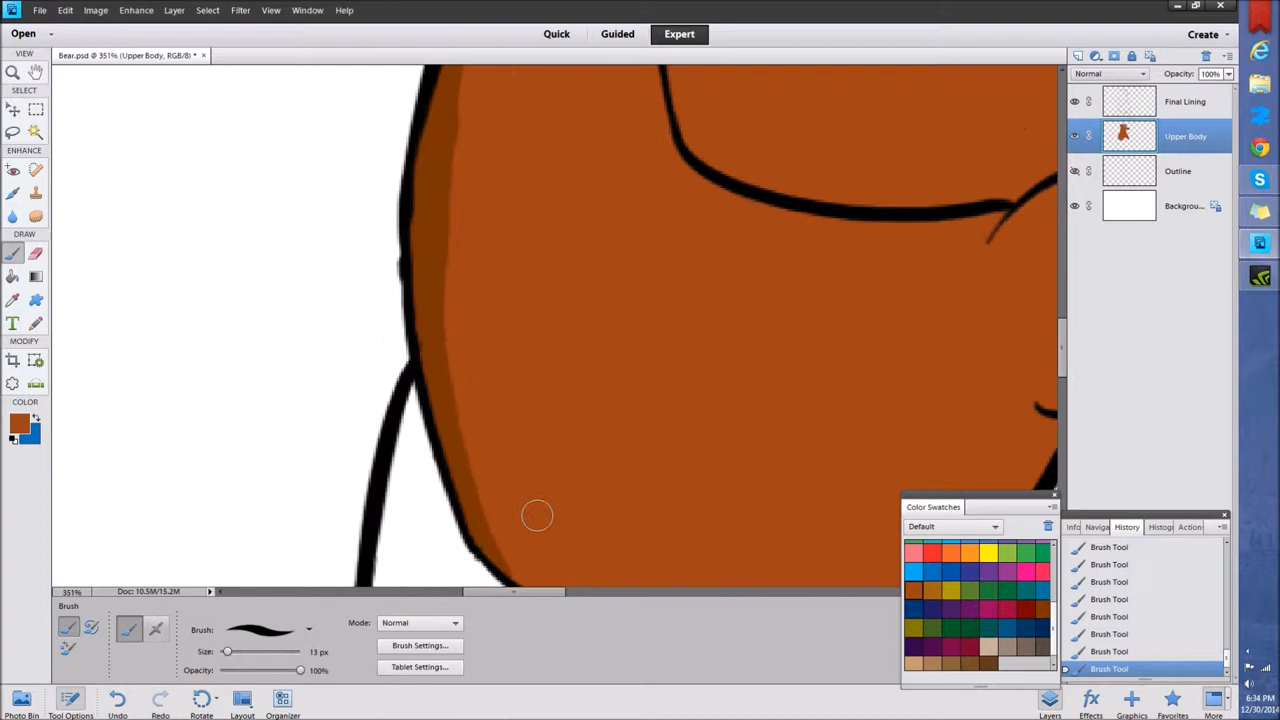 File Edit Image Enhance Layer Select Filter View Window Help
Open Quick Guided Expert Create
VIEW
Bear.psd @ 351% (Upper Body, RGB/8) * ×
Normal Opacity: 100%
SELECT
Final Lining
Upper Body
ENHANCE
Outline
Backgrou...
DRAW
T
MODIFY
COLOR
Color Swatches
Default
Info Naviga History Histog Action
Brush Tool
Brush Tool
Brush Tool
Brush Tool
Brush Tool
Brush Tool
Brush Tool
Brush Tool
351% Doc: 10.5M/15.2M
Brush
Brush: Mode: Normal
Size: 13 px Brush Settings...
Opacity: 100% Tablet Settings...
Photo Bin Tool Options Undo Redo Rotate Layout Organizer Layers Effects Graphics Favorites More
6:34 PM
12/30/2014